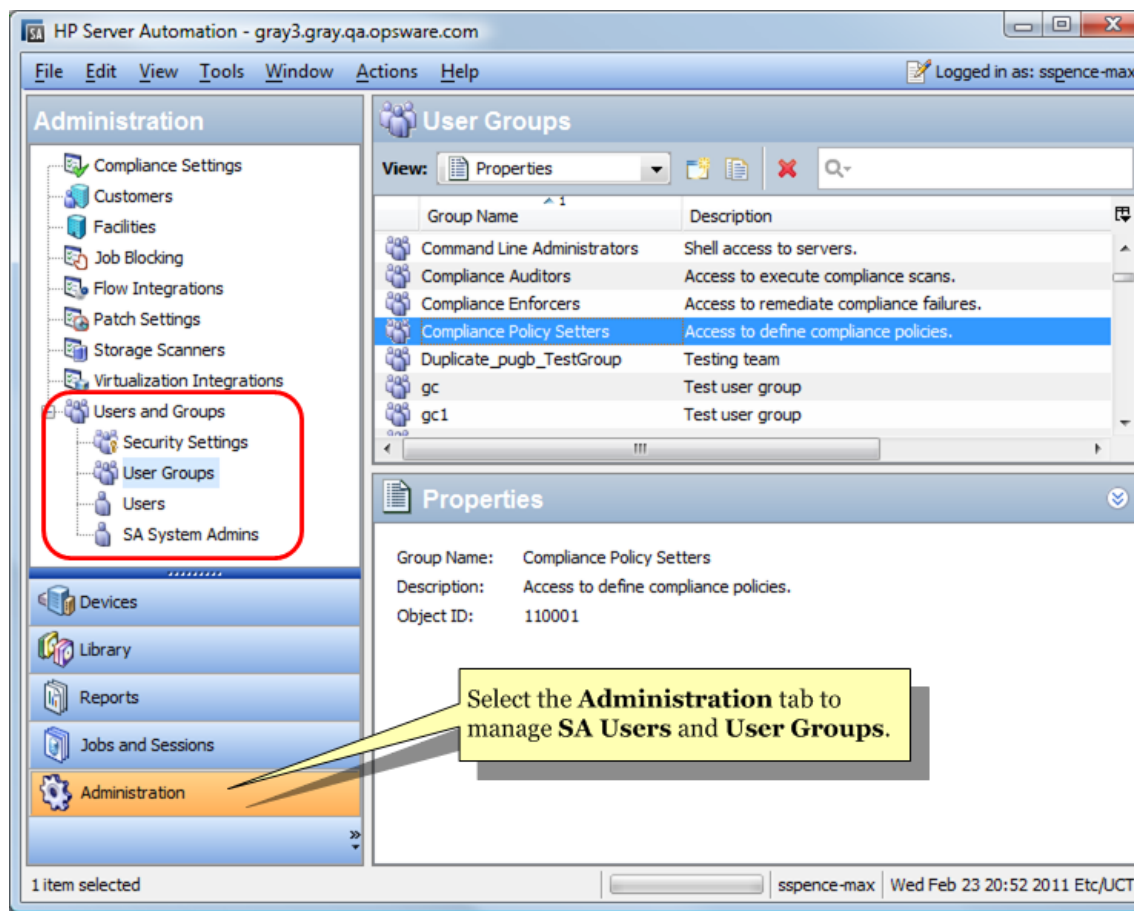 SA HP Server Automation - gray3.gray.qa.opsware.com
File Edit View Tools Window Actions Help
Logged in as: sspence-max
Administration
Compliance Settings
Customers
Facilities
Job Blocking
Flow Integrations
Patch Settings
Storage Scanners
Virtualization Integrations
Users and Groups
Security Settings
User Groups
Users
SA System Admins
Devices
Library
Reports
Jobs and Sessions
Administration
User Groups
View: Properties
1
Group Name Description
Command Line Administrators Shell access to servers.
Compliance Auditors Access to execute compliance scans.
Compliance Enforcers Access to remediate compliance failures.
Compliance Policy Setters Access to define compliance policies.
Duplicate_pugb_TestGroup Testing team
gc Test user group
gc1 Test user group
Properties
Group Name: Compliance Policy Setters
Description: Access to define compliance policies.
Object ID: 110001
Select the Administration tab to
manage SA Users and User Groups.
1 item selected
sspence-max Wed Feb 23 20:52 2011 Etc/UCT